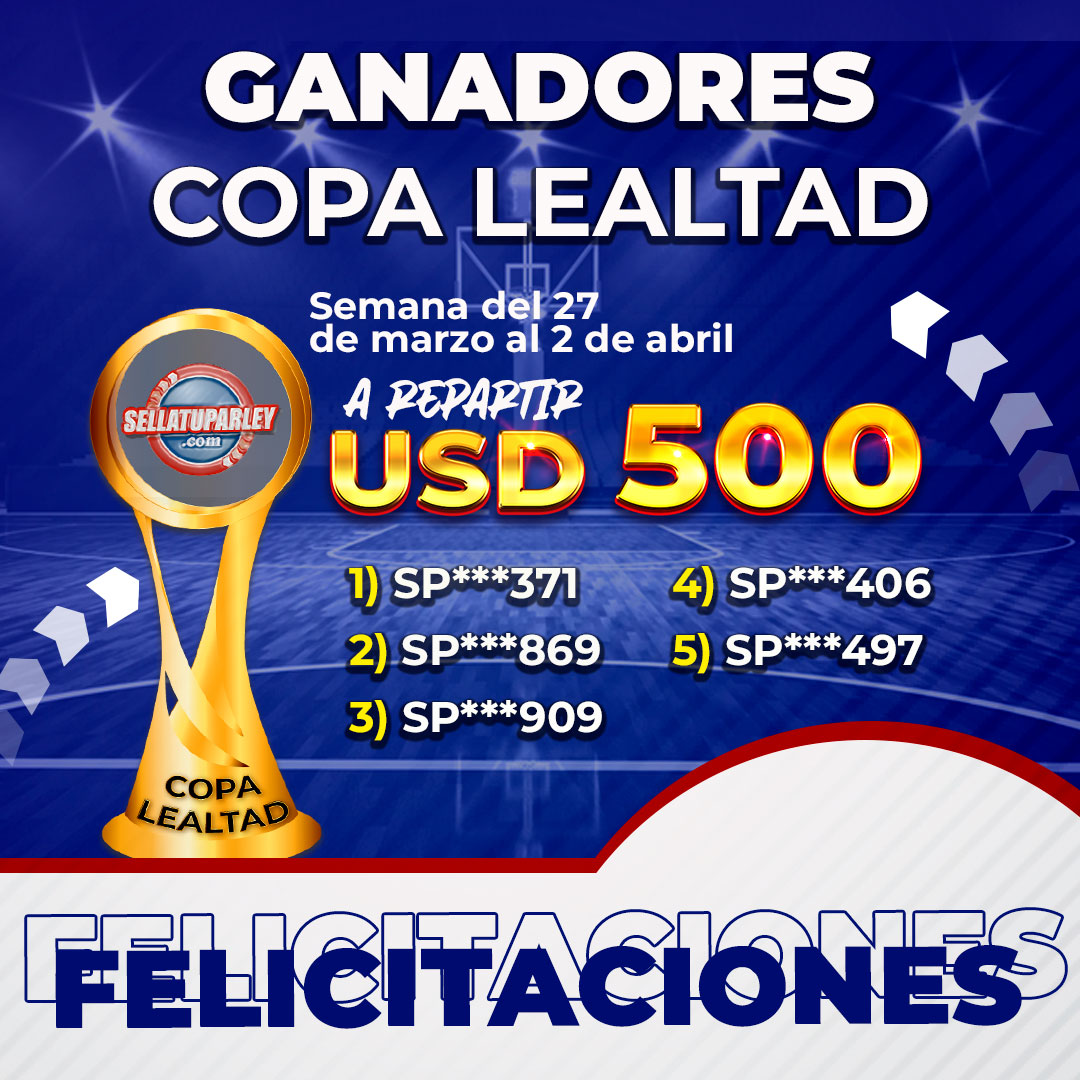 GANADORES
COPA LEALTAD
Semana del 27
de marzo al 2 de abril
A REPARTIR
USD 500
SELLATUPARLEY
.com
1) SP***371
2) SP***869
3) SP***909
4) SP***406
5) SP***497
COPA
LEALTAD
FELICITACIONES
FELICITACIONES